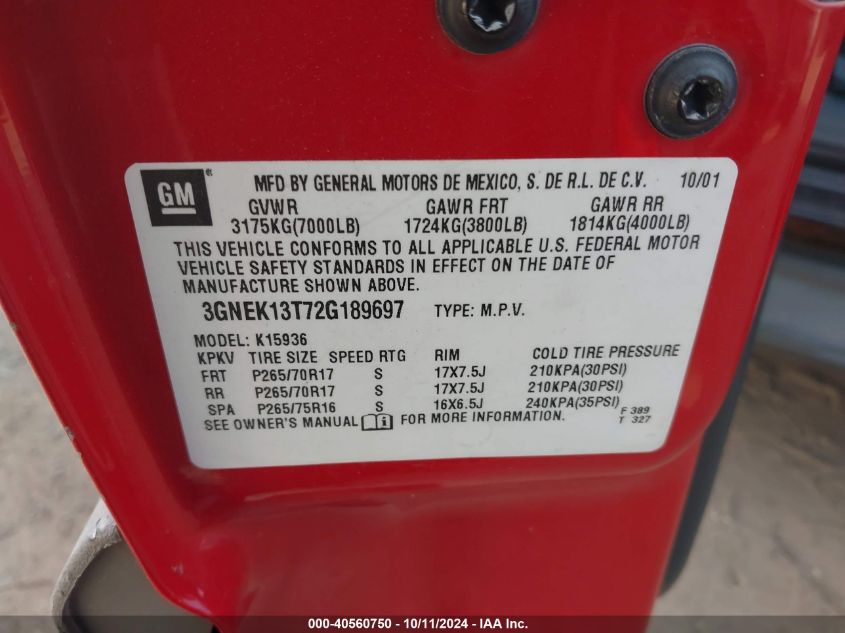 GM ® MFD BY GENERAL MOTORS DE MEXICO, S. DE R.L. DE C.V. 10/01
GVWR GAWR FRT GAWR RR
3175KG(7000LB) 1724KG(3800LB) 1814KG(4000LB)
THIS VEHICLE CONFORMS TO ALL APPLICABLE U.S. FEDERAL MOTOR
VEHICLE SAFETY STANDARDS IN EFFECT ON THE DATE OF
MANUFACTURE SHOWN ABOVE.
3GNEK13T72G189697 TYPE: M.P.V.
MODEL: K15936
KPKV TIRE SIZE SPEED RTG RIM COLD TIRE PRESSURE
FRT P265/70R17 S 17X7.5J 210KPA(30PSI)
RR P265/70R17 S 17X7.5J 210KPA(30PSI)
SPA P265/75R16 S 16X6.5J 240KPA(35PSI)
SEE OWNER'S MANUAL FOR MORE INFORMATION.
F 389
T 327
000-40560750 - 10/11/2024 - IAA Inc.